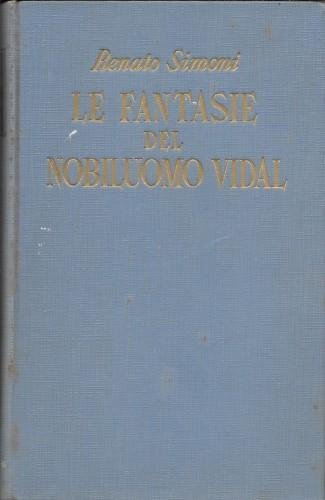 Renato Simoni
LE FANTASIE
DEL
NOBILUOMO VIDAL